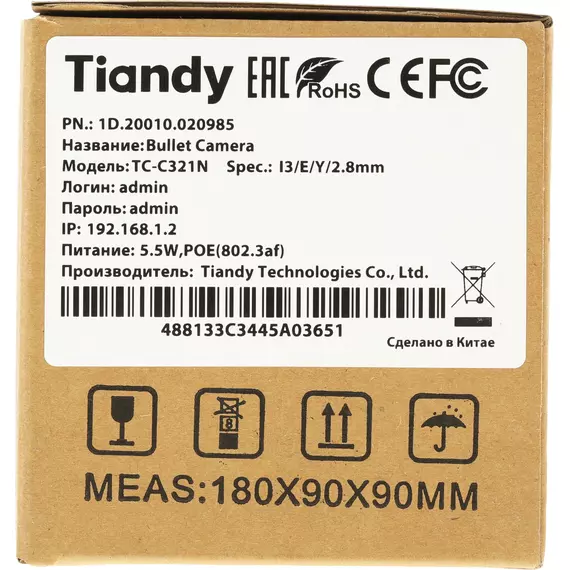 Tiandy EAC RoHS CE FCC
PN.: 1D.20010.020985
Название: Bullet Camera
Модель: TC-C321N Spec.: I3/E/Y/2.8mm
Логин: admin
Пароль: admin
IP: 192.168.1.2
Питание: 5.5W,POE(802.3af)
Производитель: Tiandy Technologies Co., Ltd.
488133C3445A03651
Сделано в Китае
8
MEAS:180X90X90MM